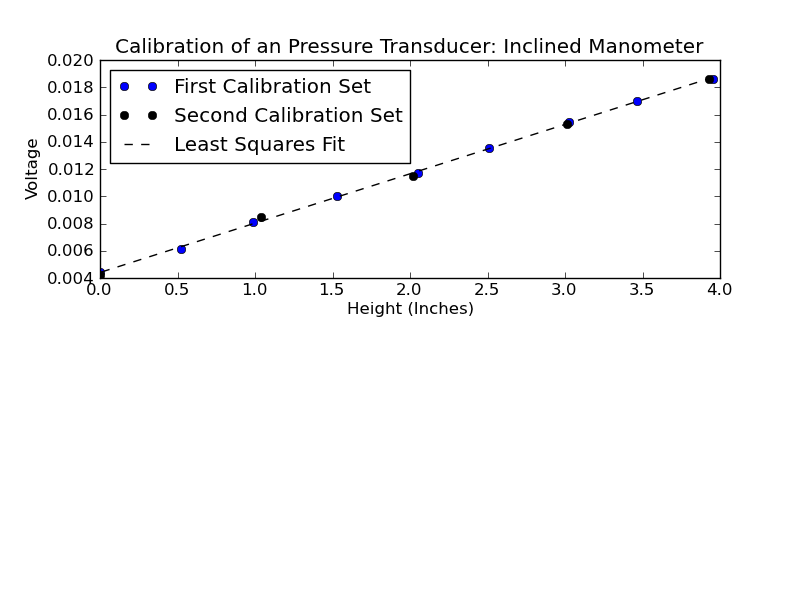 Calibration of an Pressure Transducer: Inclined Manometer
0.020
0.018
0.016
0.014
0.012
0.010
0.008
0.006
0.004
Voltage
First Calibration Set
Second Calibration Set
Least Squares Fit
0.0 0.5 1.0 1.5 2.0 2.5 3.0 3.5 4.0
Height (Inches)